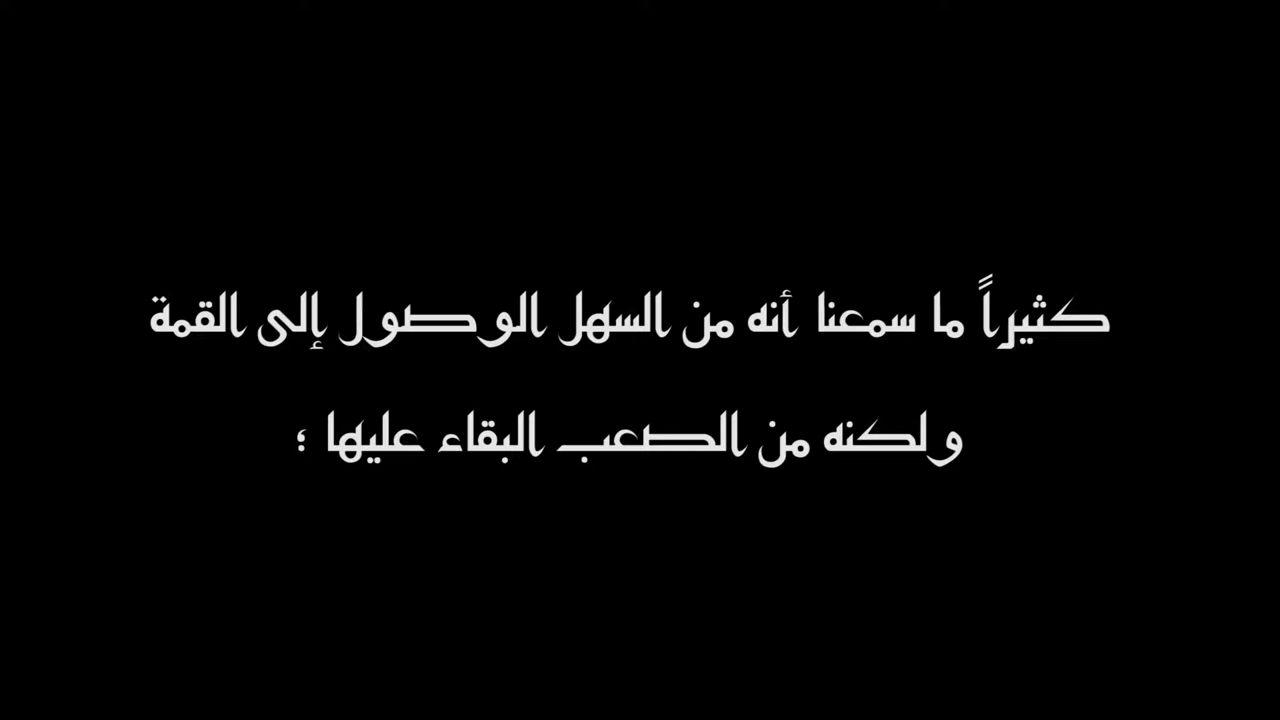 كثيراً ما سمعنا أنه من السهل الوصول إلى القمة
ولكنه من الصعب البقاء عليها ؛